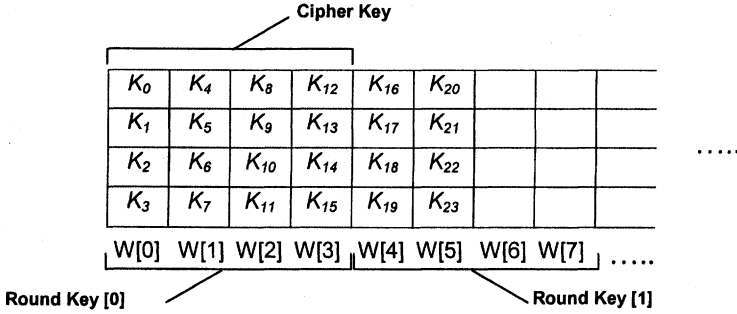 Cipher Key
K0 K4 K8 K12 K16 K20
K1 K5 K9 K13 K17 K21
K2 K6 K10 K14 K18 K22
K3 K7 K11 K15 K19 K23
.....
W[0] W[1] W[2] W[3] W[4] W[5] W[6] W[7] .....
Round Key [0] Round Key [1]